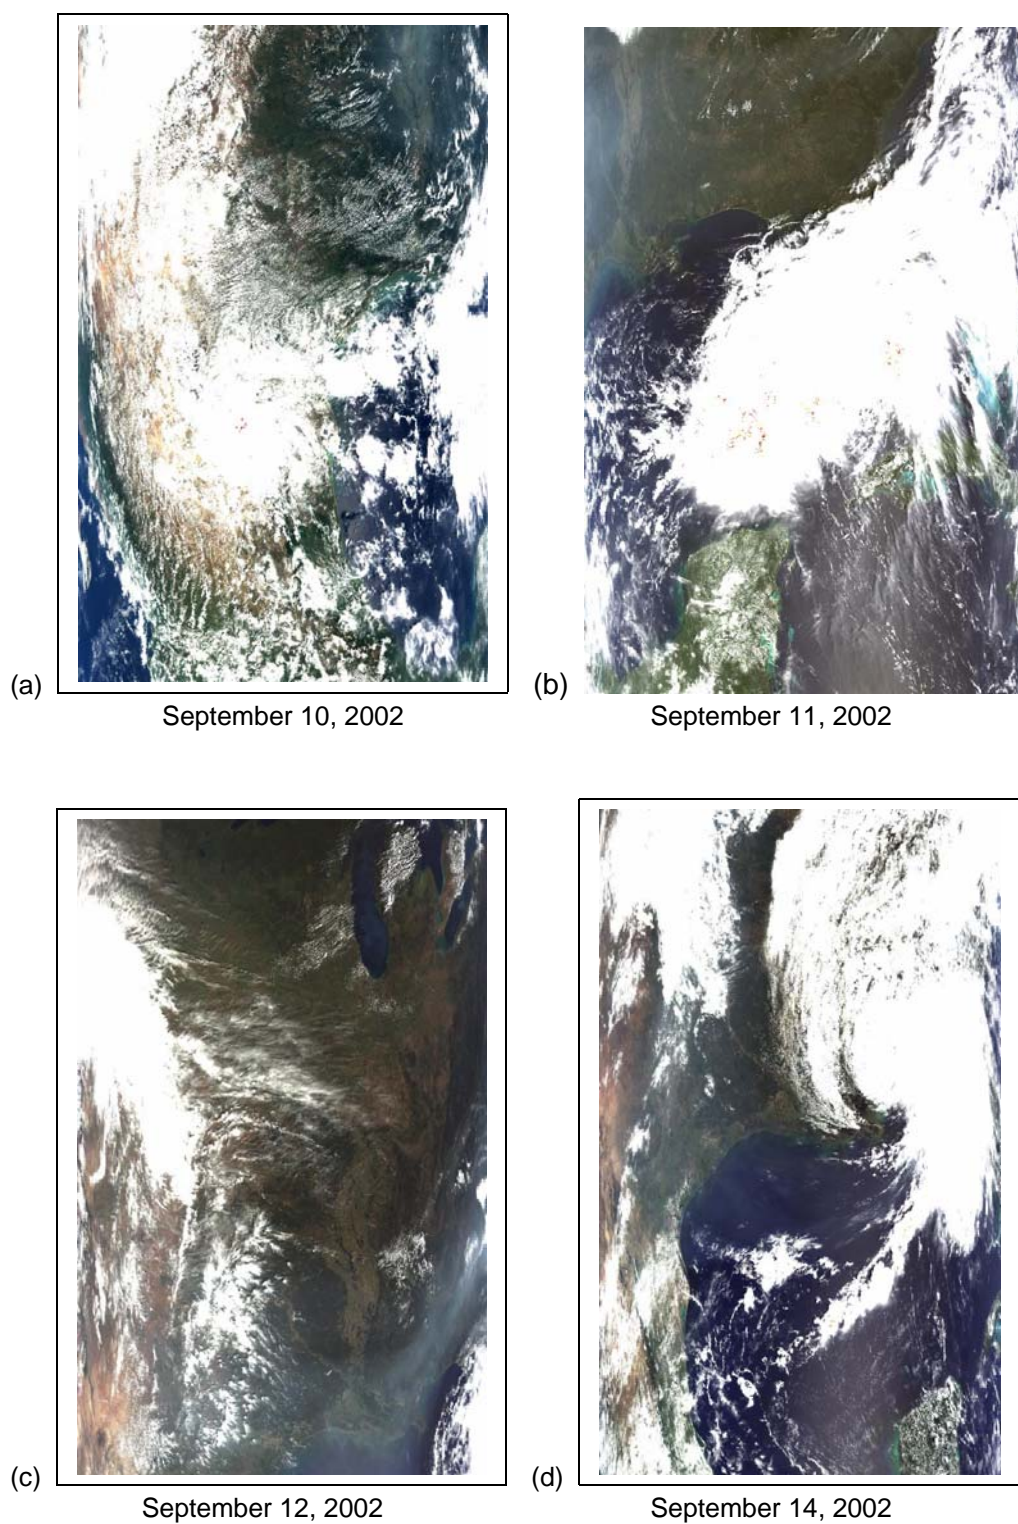 (a)
September 10, 2002
(b)
September 11, 2002
(c)
September 12, 2002
(d)
September 14, 2002